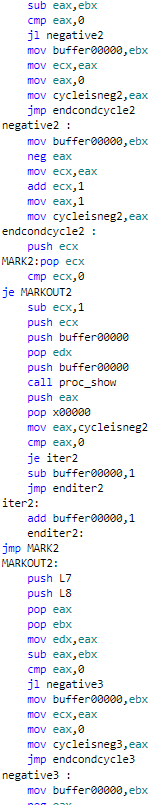 sub eax,ebx
cmp eax,0
jl negative2
mov buffer00000,ebx
mov ecx,eax
mov eax,0
mov cycleisneg2,eax
jmp endcondcycle2
negative2 :
mov buffer00000,ebx
neg eax
mov ecx,eax
add ecx,1
mov eax,1
mov cycleisneg2,eax
endcondcycle2 :
push ecx
MARK2:pop ecx
cmp ecx,0
je MARKOUT2
sub ecx,1
push ecx
push buffer00000
pop edx
push buffer00000
call proc_show
push eax
pop x00000
mov eax,cycleisneg2
cmp eax,0
je iter2
sub buffer00000,1
jmp enditer2
iter2:
add buffer00000,1
enditer2:
jmp MARK2
MARKOUT2:
push L7
push L8
pop eax
pop ebx
mov edx,eax
sub eax,ebx
cmp eax,0
jl negative3
mov buffer00000,ebx
mov ecx,eax
mov eax,0
mov cycleisneg3,eax
jmp endcondcycle3
negative3 :
mov buffer00000,ebx
neg eax